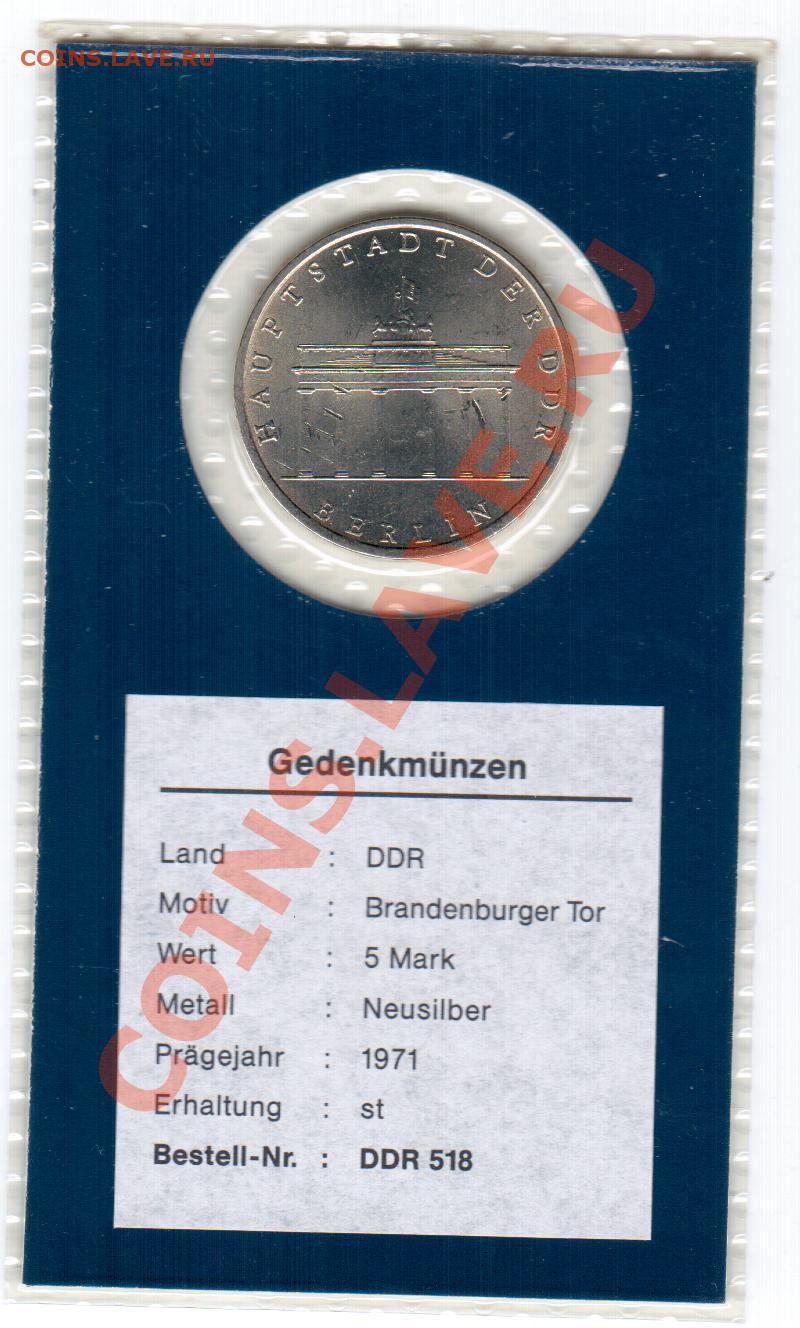 COINS.LAVE.RU
HAUPTSTADT DER DDR
BERLIN
Gedenkmünzen
Land : DDR
Motiv : Brandenburger Tor
Wert : 5 Mark
Metall : Neusilber
Prägejahr : 1971
Erhaltung : st
Bestell-Nr. : DDR 518
COINS.LAVE.RU